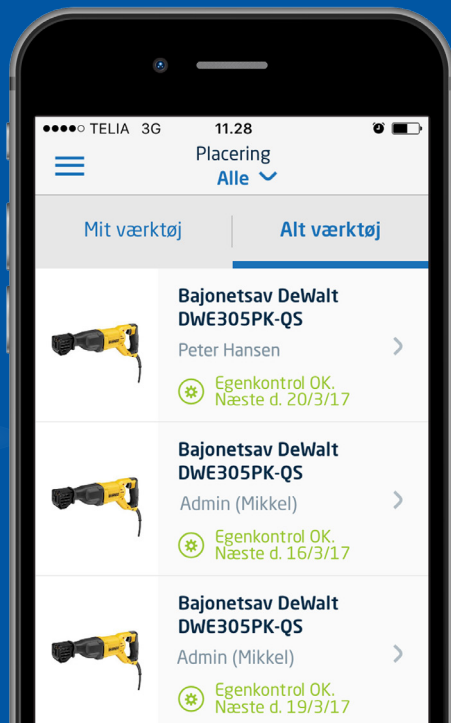 TELIA 3G 11.28
Placering
Alle
Mit værktøj Alt værktøj
Bajonetsav DeWalt
DWE305PK-QS
Peter Hansen
Egenkontrol OK.
Næste d. 20/3/17
Bajonetsav DeWalt
DWE305PK-QS
Admin (Mikkel)
Egenkontrol OK.
Næste d. 16/3/17
Bajonetsav DeWalt
DWE305PK-QS
Admin (Mikkel)
Egenkontrol OK.
Næste d. 19/3/17